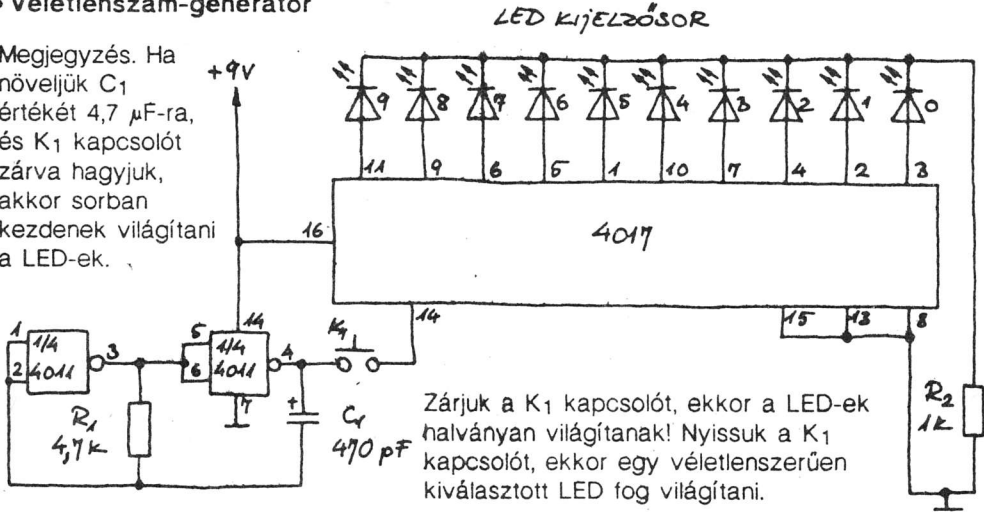 Véletlenszám-generátor
LED KIJELZŐSOR
Megjegyzés. Ha
növeljük C1
értékét 4,7 µF-ra,
és K1 kapcsolót
zárva hagyjuk,
akkor sorban
kezdenek világítani
a LED-ek.
+9V
9 8 7 6 5 4 3 2 1 0
11 9 6 5 1 10 7 4 2 3
16
4017
14
15 13 8
1
2
1/4
4011
3
5
6
14
1/4
4011
4
7
K1
R1
4,7k
+
C1
470 pF
R2
1k
Zárjuk a K1 kapcsolót, ekkor a LED-ek
halványan világítanak! Nyissuk a K1
kapcsolót, ekkor egy véletlenszerűen
kiválasztott LED fog világítani.